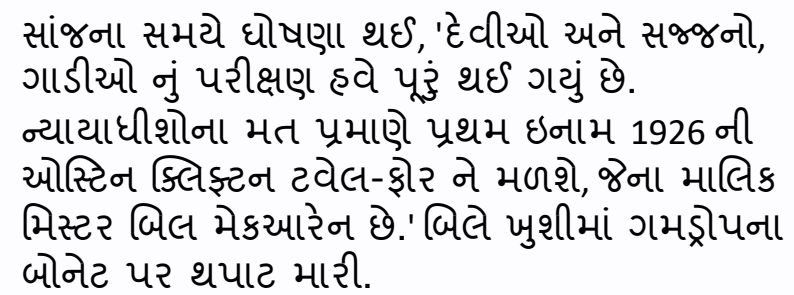 સાંજના સમયે ઘોષણા થઈ, 'દેવીઓ અને સજ્જનો,
ગાડીઓ નું પરીક્ષણ હવે પૂરું થઈ ગયું છે.
ન્યાયાધીશોના મત પ્રમાણે પ્રથમ ઇનામ 1926 ની
ઓસ્ટિન ક્લિફ્ટન ટવેલ-ફોર ને મળશે, જેના માલિક
મિસ્ટર બિલ મેકઆરેન છે.' બિલે ખુશીમાં ગમડ્રોપના
બોનેટ પર થપાટ મારી.